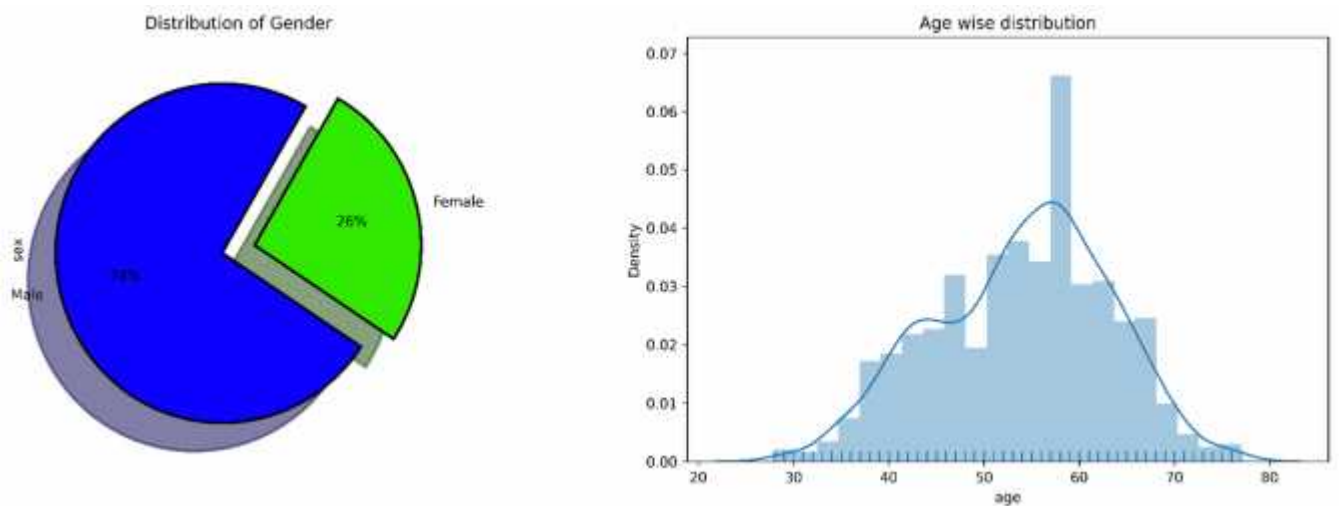 Distribution of Gender
Female
26%
74%
sex
Male
Age wise distribution
0.07
0.06
0.05
0.04
0.03
0.02
0.01
0.00
Density
20 30 40 50 60 70 80
age